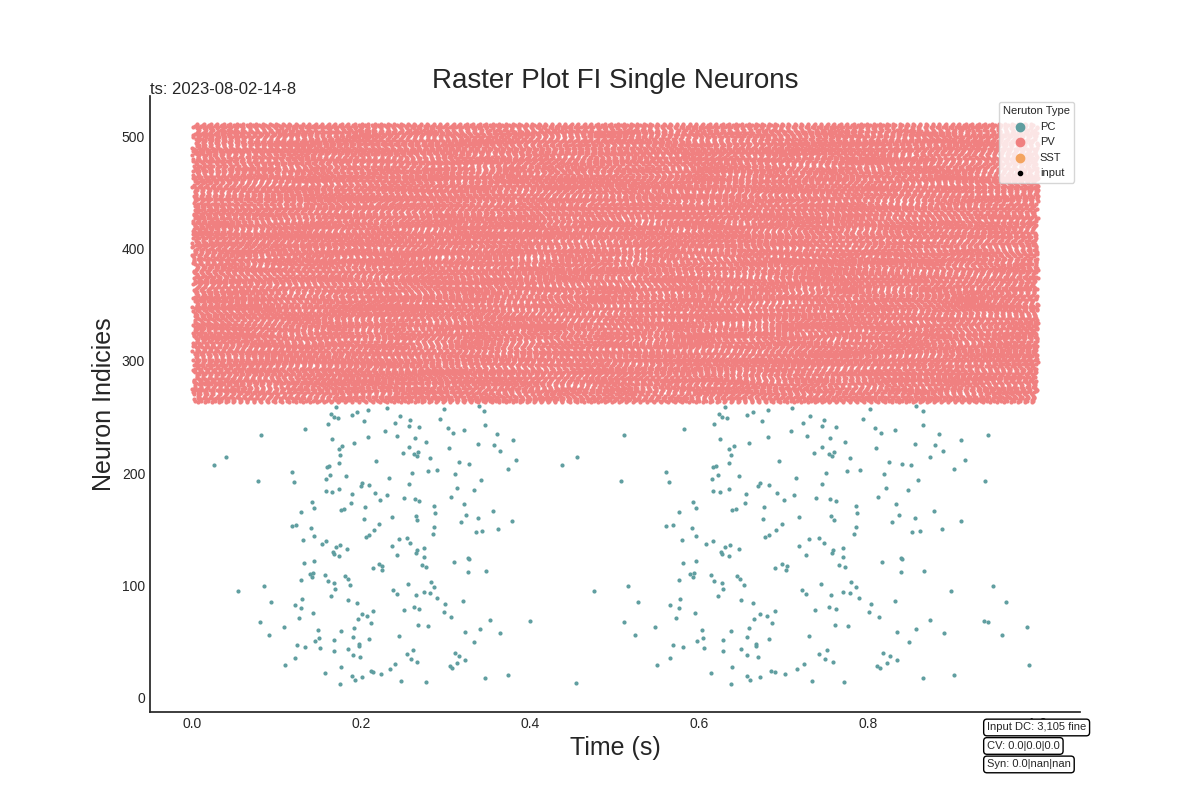 Raster Plot FI Single Neurons
ts: 2023-08-02-14-8
Neruton Type
PC
PV
SST
input
500
400
300
200
100
0
Neuron Indicies
0.0 0.2 0.4 0.6 0.8
Time (s)
Input DC: 3,105 fine
CV: 0.0|0.0|0.0
Syn: 0.0|nan|nan